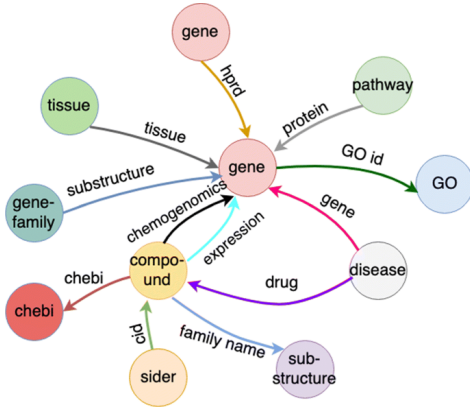 gene
hprd
pathway
tissue
protein
tissue
gene
GO id
GO
substructure
gene-
family
chemogenomics
expression
gene
compo-
und
disease
chebi
drug
chebi
cid
family name
sub-
structure
sider